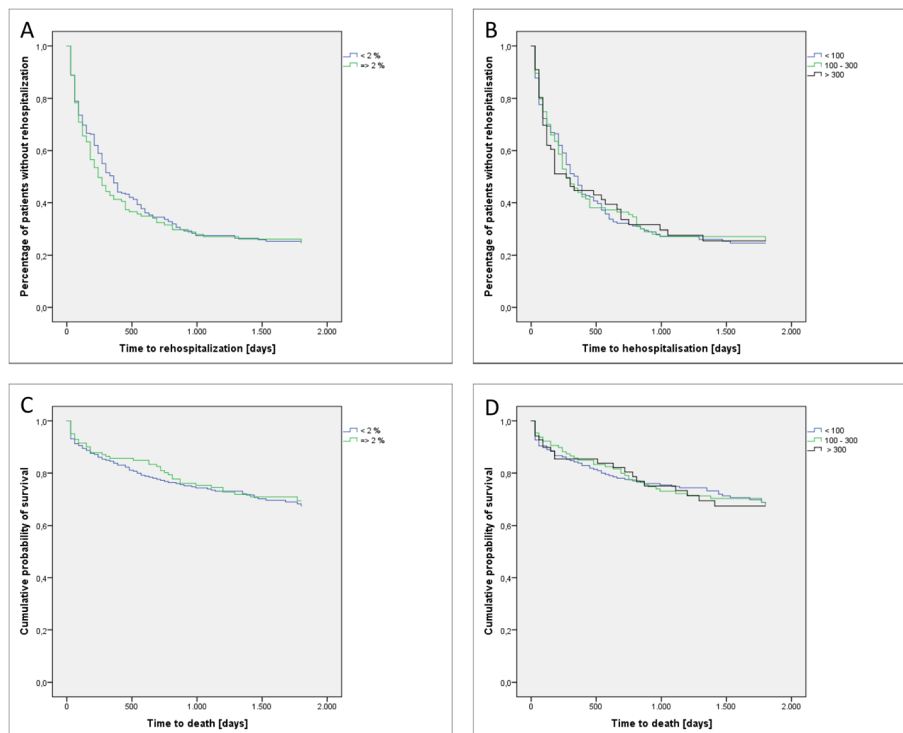 A
< 2 %
=> 2 %
Percentage of patients without rehospitalization
1,0
0,8
0,6
0,4
0,2
0,0
0
500
1.000
1.500
2.000
Time to rehospitalization [days]
B
< 100
100 - 300
> 300
Percentage of patients without rehospitalisation
1,0
0,8
0,6
0,4
0,2
0,0
0
500
1.000
1.500
2.000
Time to hehospitalisation [days]
C
< 2 %
=> 2 %
Cumulative probability of survival
1,0
0,8
0,6
0,4
0,2
0,0
0
500
1.000
1.500
2.000
Time to death [days]
D
< 100
100 - 300
> 300
Cumulative propability of survival
1,0
0,8
0,6
0,4
0,2
0,0
0
500
1.000
1.500
2.000
Time to death [days]